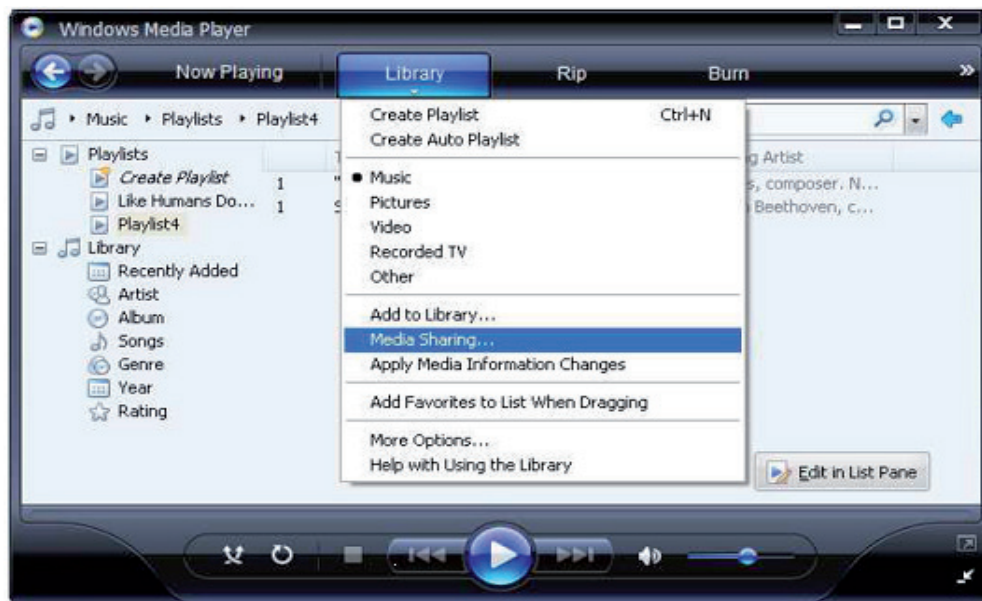 Windows Media Player
Now Playing Library Rip Burn »
Music Playlists Playlist4
Playlists
Create Playlist
Like Humans Do...
Playlist4
Library
Recently Added
Artist
Album
Songs
Genre
Year
Rating
1
1
Create Playlist Ctrl+N
Create Auto Playlist
Music
Pictures
Video
Recorded TV
Other
Add to Library...
Media Sharing...
Apply Media Information Changes
Add Favorites to List When Dragging
More Options...
Help with Using the Library
Artist
composer. N...
Beethoven, c...
Edit in List Pane